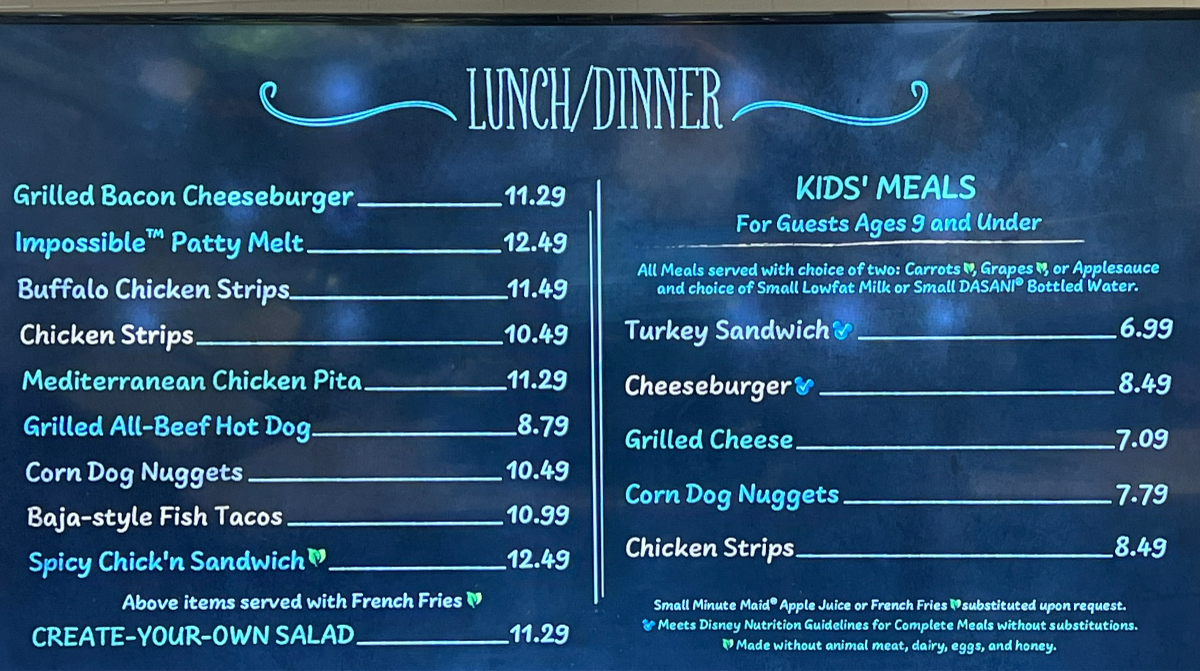 LUNCH/DINNER
Grilled Bacon Cheeseburger 11.29
Impossible™ Patty Melt 12.49
Buffalo Chicken Strips 11.49
Chicken Strips 10.49
Mediterranean Chicken Pita 11.29
Grilled All-Beef Hot Dog 8.79
Corn Dog Nuggets 10.49
Baja-style Fish Tacos 10.99
Spicy Chick'n Sandwich 12.49
Above items served with French Fries
CREATE-YOUR-OWN SALAD 11.29
KIDS' MEALS
For Guests Ages 9 and Under
All Meals served with choice of two: Carrots, Grapes, or Applesauce
and choice of Small Lowfat Milk or Small DASANI® Bottled Water.
Turkey Sandwich 6.99
Cheeseburger 8.49
Grilled Cheese 7.09
Corn Dog Nuggets 7.79
Chicken Strips 8.49
Small Minute Maid® Apple Juice or French Fries substituted upon request.
Meets Disney Nutrition Guidelines for Complete Meals without substitutions.
Made without animal meat, dairy, eggs, and honey.